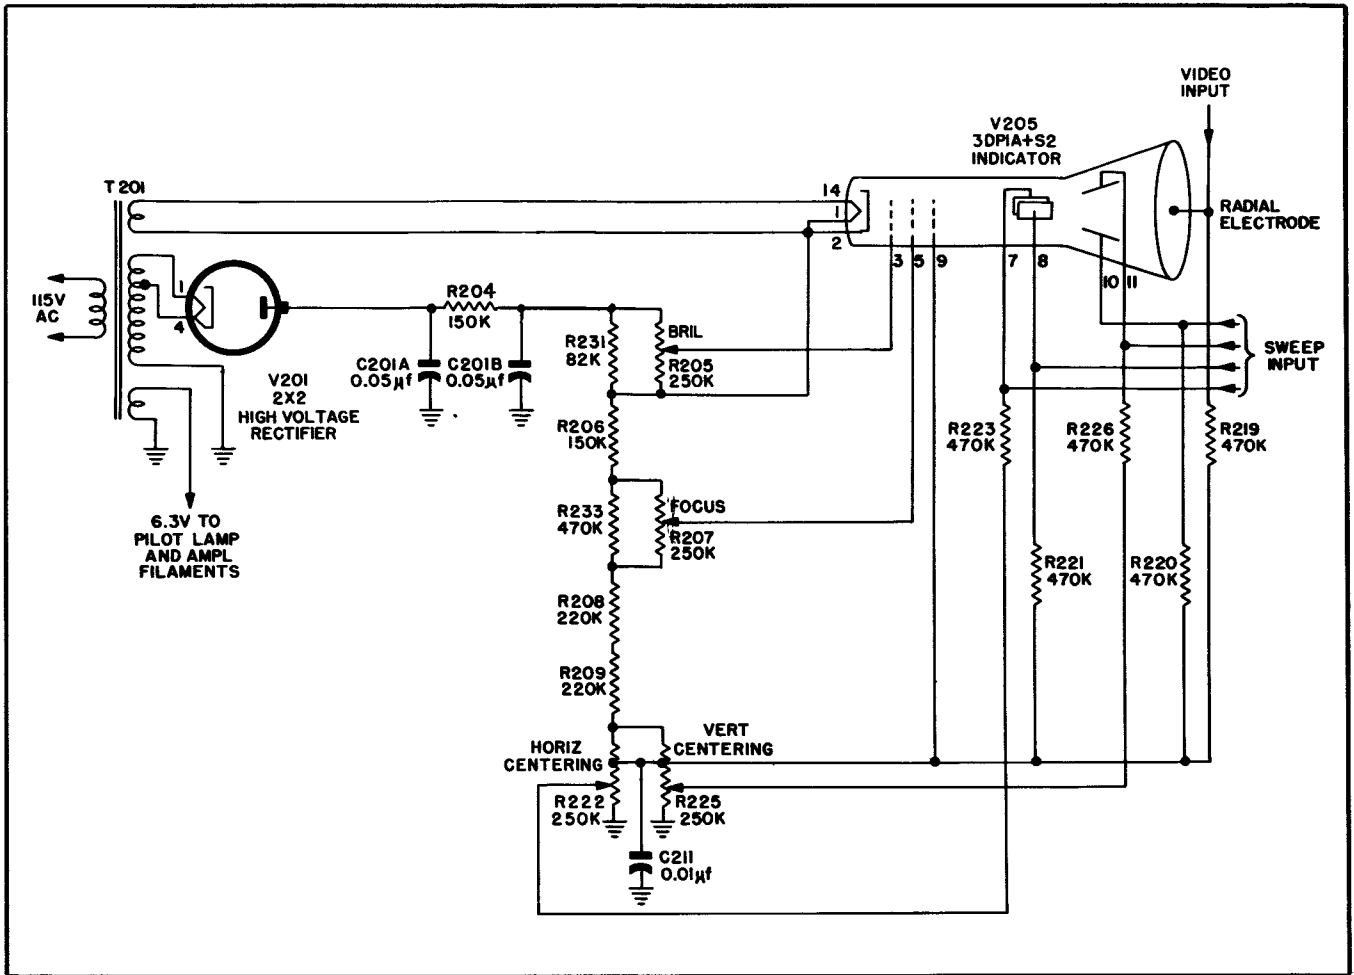 VIDEO
INPUT
V205
3DP1A+S2
INDICATOR
T 201
14
1
2
RADIAL
ELECTRODE
3
5
9
7
8
10
11
115V
AC
1
4
R204
150K
BRIL
R231
82K
R205
250K
C201A
0.05μf
C201B
0.05μf
SWEEP
INPUT
V201
2X2
HIGH VOLTAGE
RECTIFIER
R206
150K
R223
470K
R226
470K
R219
470K
6.3V TO
PILOT LAMP
AND AMPL
FILAMENTS
FOCUS
R233
470K
R207
250K
R221
470K
R220
470K
R208
220K
R209
220K
HORIZ
CENTERING
VERT
CENTERING
R222
250K
R225
250K
C211
0.01μf